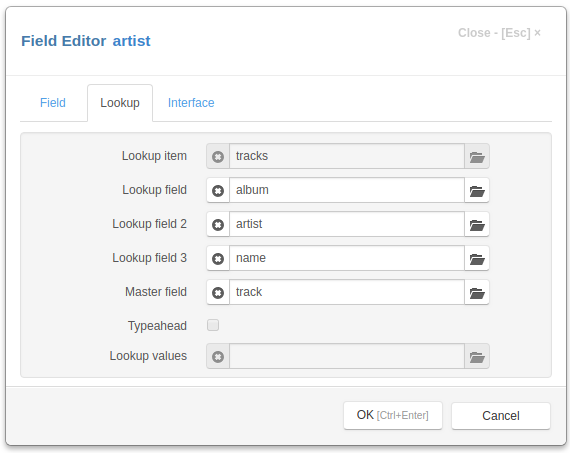 Field Editor artist
Close - [Esc] ×
Field Lookup Interface
Lookup item tracks
Lookup field album
Lookup field 2 artist
Lookup field 3 name
Master field track
Typeahead
Lookup values
OK [Ctrl+Enter] Cancel